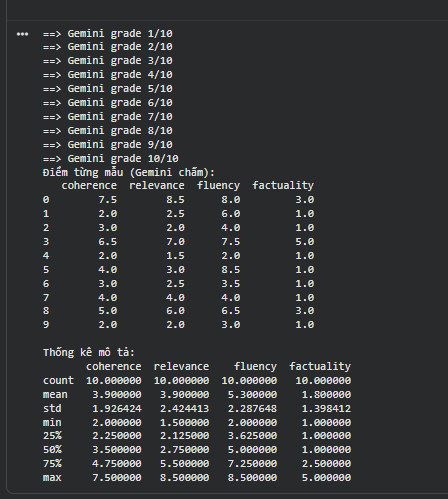 ==> Gemini grade 1/10
==> Gemini grade 2/10
==> Gemini grade 3/10
==> Gemini grade 4/10
==> Gemini grade 5/10
==> Gemini grade 6/10
==> Gemini grade 7/10
==> Gemini grade 8/10
==> Gemini grade 9/10
==> Gemini grade 10/10
Điểm từng mẫu (Gemini chấm):
   coherence  relevance  fluency  factuality
0        7.5        8.5      8.0         3.0
1        2.0        2.5      6.0         1.0
2        3.0        2.0      4.0         1.0
3        6.5        7.0      7.5         5.0
4        2.0        1.5      2.0         1.0
5        4.0        3.0      8.5         1.0
6        3.0        2.5      3.5         1.0
7        4.0        4.0      4.0         1.0
8        5.0        6.0      6.5         3.0
9        2.0        2.0      3.0         1.0
Thống kê mô tả:
       coherence  relevance    fluency  factuality
count  10.000000  10.000000  10.000000   10.000000
mean    3.900000   3.900000   5.300000    1.800000
std     1.926424   2.424413   2.287648    1.398412
min     2.000000   1.500000   2.000000    1.000000
25%     2.250000   2.125000   3.625000    1.000000
50%     3.500000   2.750000   5.000000    1.000000
75%     4.750000   5.500000   7.250000    2.500000
max     7.500000   8.500000   8.500000    5.000000